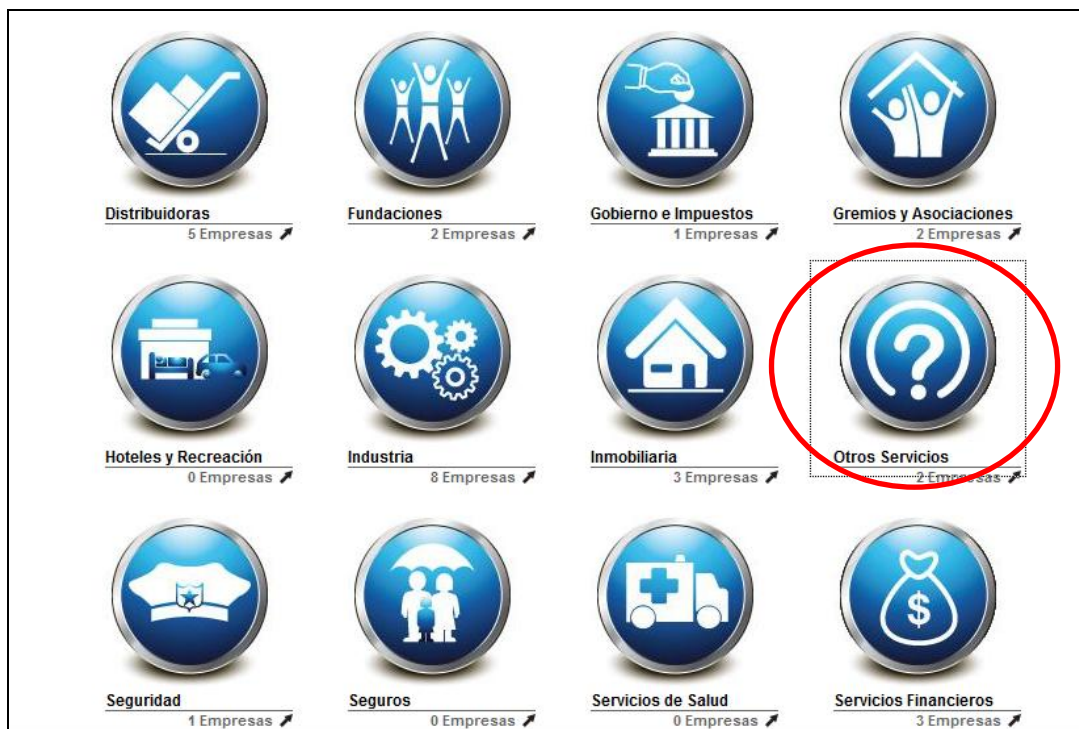 Distribuidoras
5 Empresas
Fundaciones
2 Empresas
Gobierno e Impuestos
1 Empresas
Gremios y Asociaciones
2 Empresas
Hoteles y Recreación
0 Empresas
Industria
8 Empresas
Inmobiliaria
3 Empresas
?
Otros Servicios
2 Empresas
Seguridad
1 Empresas
Seguros
0 Empresas
Servicios de Salud
0 Empresas
$
Servicios Financieros
3 Empresas